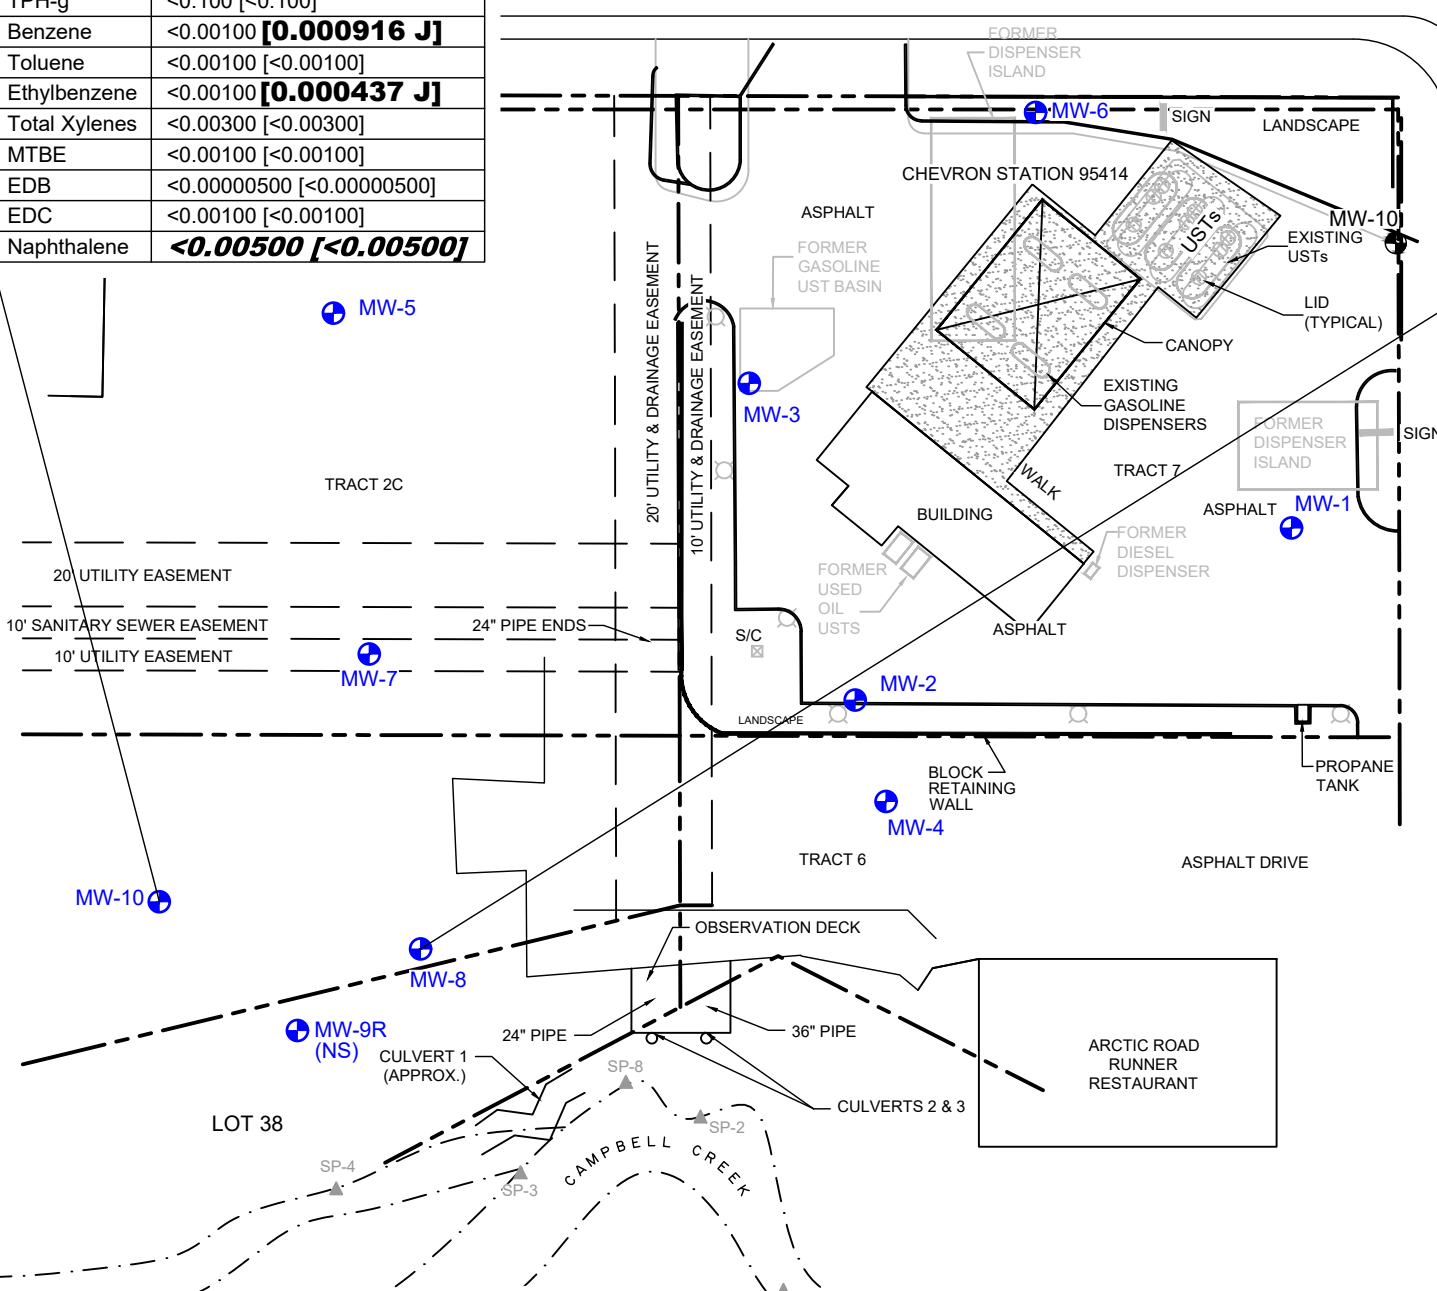 TPH-g <0.100 [<0.100]
Benzene <0.00100 [0.000916 J]
Toluene <0.00100 [<0.00100]
Ethylbenzene <0.00100 [0.000437 J]
Total Xylenes <0.00300 [<0.00300]
MTBE <0.00100 [<0.00100]
EDB <0.00000500 [<0.00000500]
EDC <0.00100 [<0.00100]
Naphthalene <0.00500 [<0.00500]
FORMER
DISPENSER
ISLAND
MW-6
SIGN
LANDSCAPE
CHEVRON STATION 95414
ASPHALT
MW-10
USTs
EXISTING
USTs
FORMER
GASOLINE
UST BASIN
LID
(TYPICAL)
MW-5
20' UTILITY & DRAINAGE EASEMENT
10' UTILITY & DRAINAGE EASEMENT
CANOPY
MW-3
EXISTING
GASOLINE
DISPENSERS
FORMER
DISPENSER
ISLAND
SIGN
TRACT 2C
WALK
TRACT 7
MW-1
ASPHALT
BUILDING
FORMER
DIESEL
DISPENSER
FORMER
USED
OIL
USTS
20' UTILITY EASEMENT
10' SANITARY SEWER EASEMENT
24" PIPE ENDS
S/C
ASPHALT
10' UTILITY EASEMENT
MW-7
MW-2
LANDSCAPE
BLOCK
RETAINING
WALL
PROPANE
TANK
MW-4
TRACT 6
ASPHALT DRIVE
MW-10
OBSERVATION DECK
MW-8
MW-9R
(NS)
24" PIPE
36" PIPE
CULVERT 1
(APPROX.)
ARCTIC ROAD
RUNNER
RESTAURANT
SP-8
CULVERTS 2 & 3
LOT 38
SP-2
CAMPBELL CREEK
SP-4
SP-3